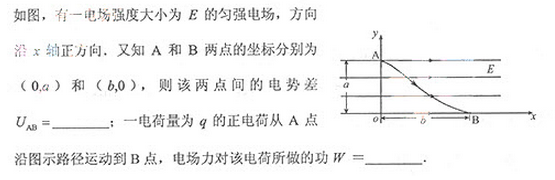 如图，有一电场强度大小为 E 的匀强电场，方向
沿 x 轴正方向．又知 A 和 B 两点的坐标分别为
（0,a）和（b,0），则该两点间的电势差
U_AB=________；一电荷量为 q 的正电荷从 A 点
沿图示路径运动到 B 点，电场力对该电荷所做的功 W =________．
y
A
E
a
o
b
B
x